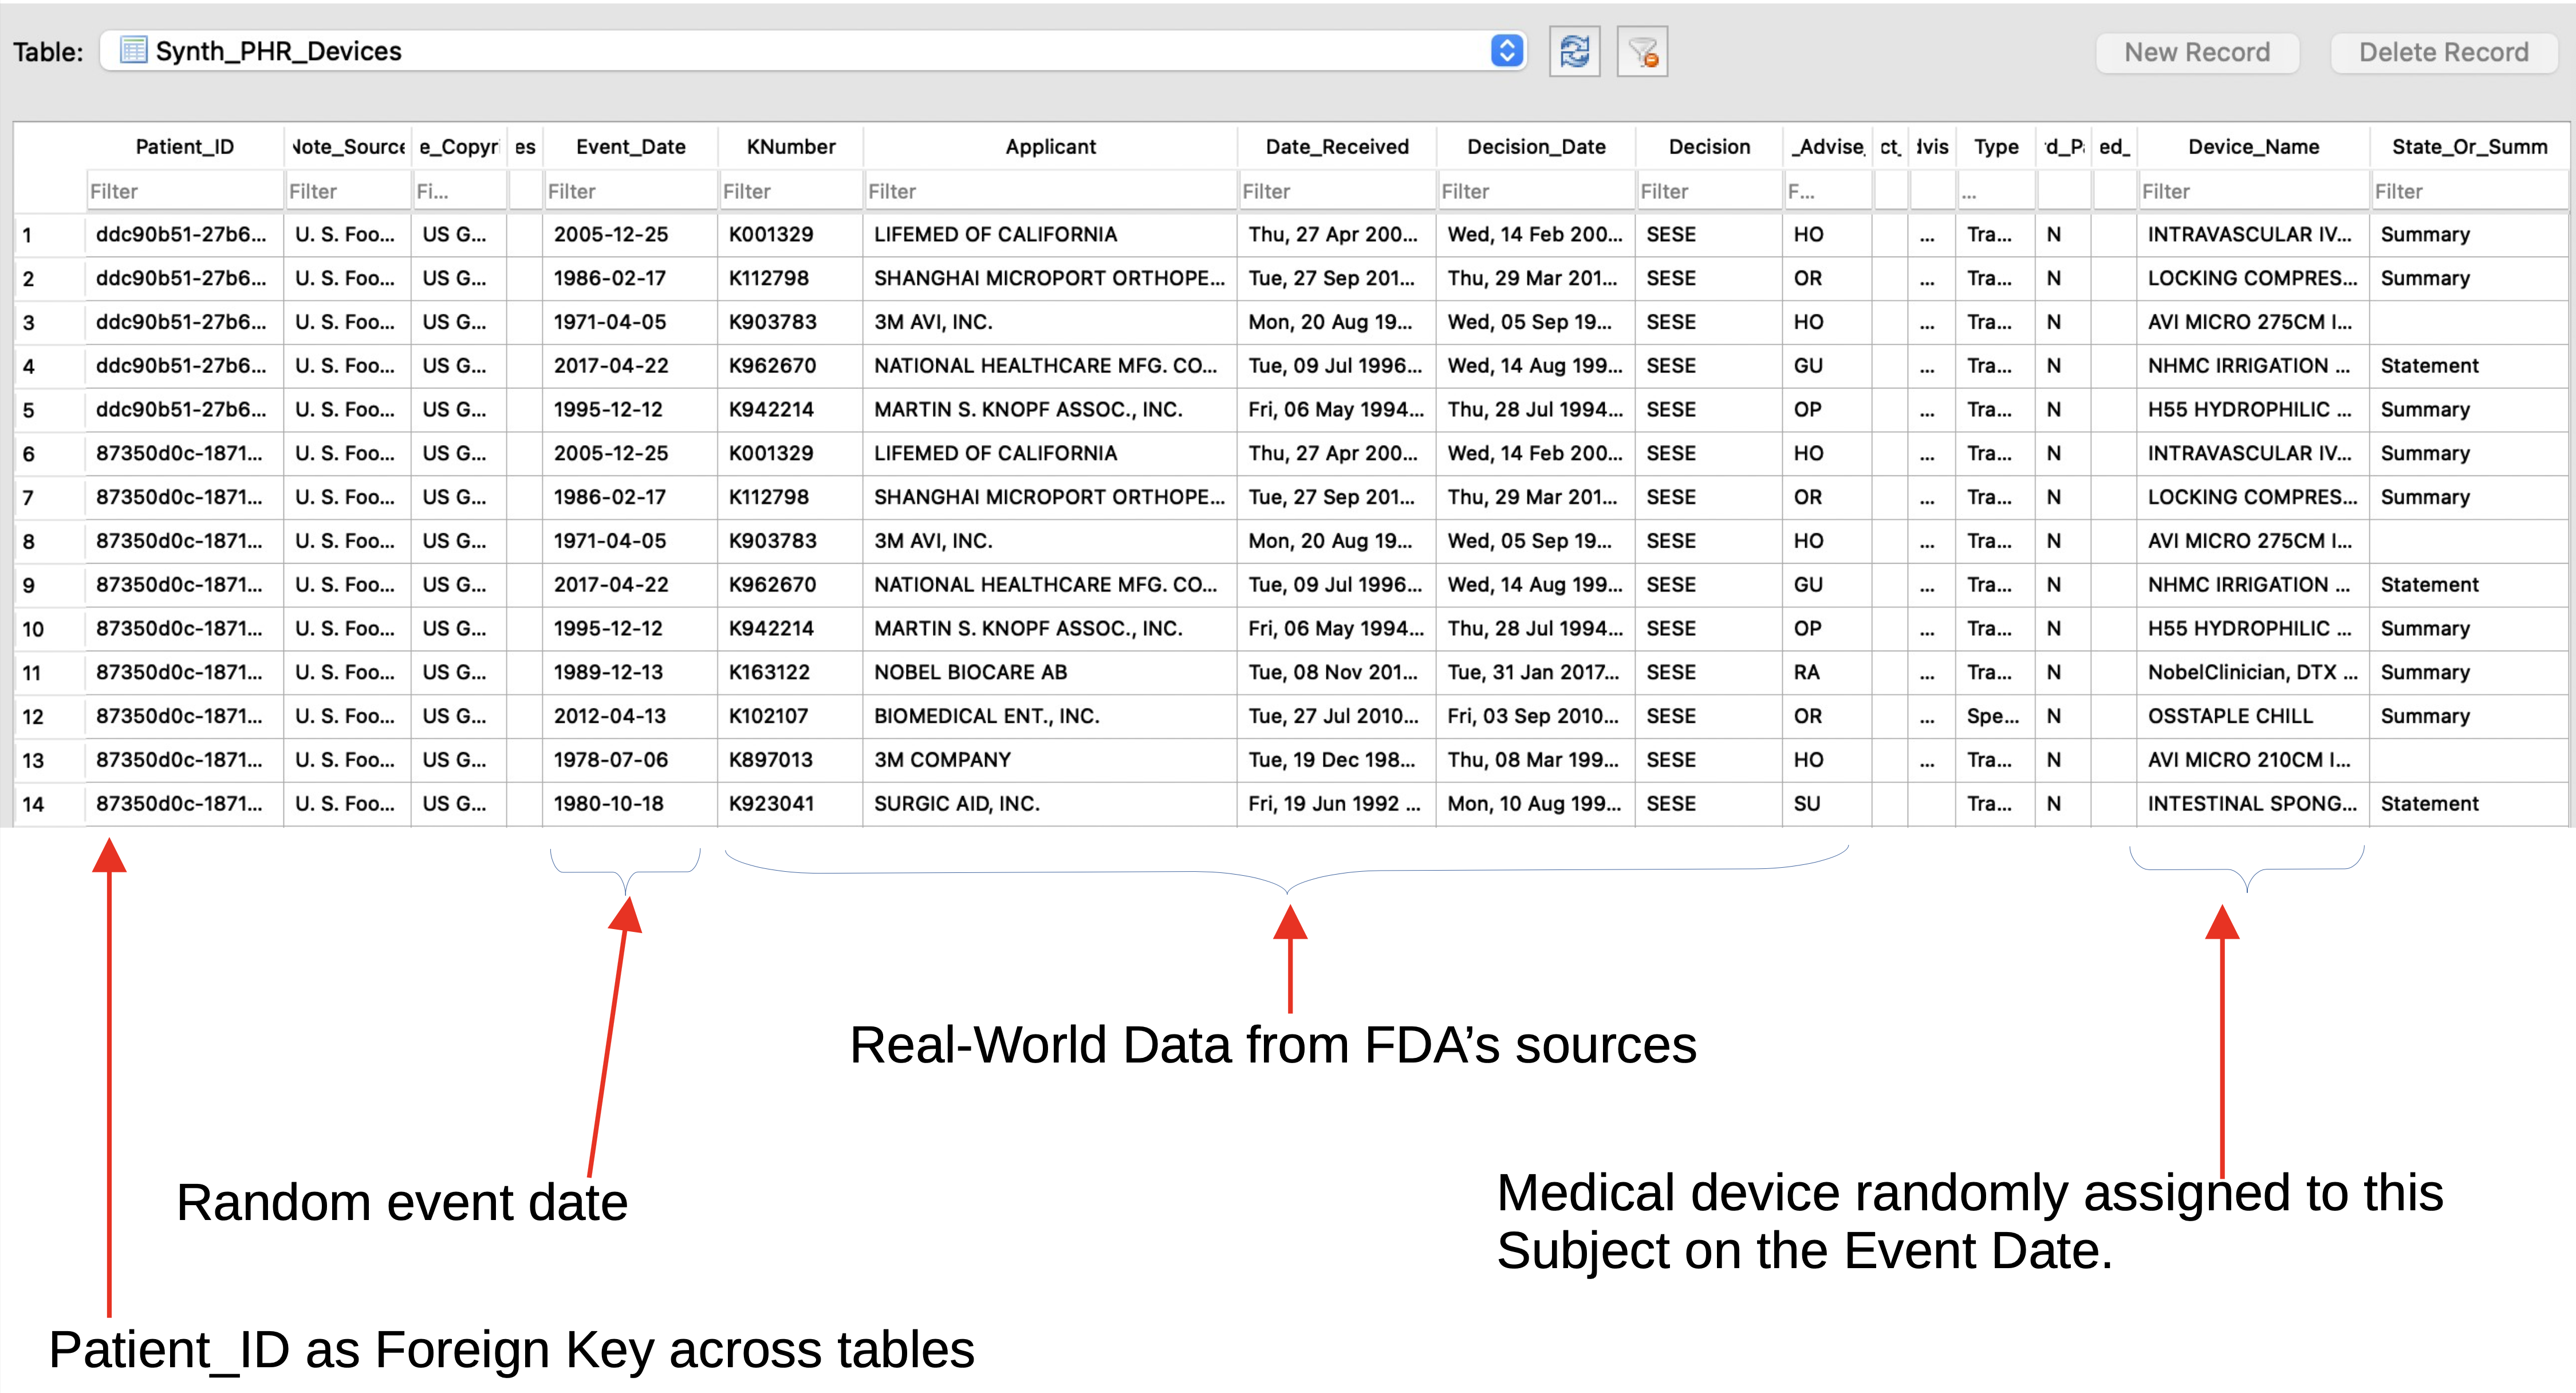 Table: Synth_PHR_Devices New Record Delete Record
Patient_ID Note_Source e_Copyri es Event_Date KNumber Applicant Date_Received Decision_Date Decision _Advise_ ct_ dvis Type d_Pa ed_ Device_Name State_Or_Summ
Filter Filter Fi... Filter Filter Filter Filter Filter Filter F... ... Filter Filter
1 ddc90b51-27b6... U. S. Foo... US G... 2005-12-25 K001329 LIFEMED OF CALIFORNIA Thu, 27 Apr 200... Wed, 14 Feb 200... SESE HO ... Tra... N INTRAVASCULAR IV... Summary
2 ddc90b51-27b6... U. S. Foo... US G... 1986-02-17 K112798 SHANGHAI MICROPORT ORTHOPE... Tue, 27 Sep 201... Thu, 29 Mar 201... SESE OR ... Tra... N LOCKING COMPRES... Summary
3 ddc90b51-27b6... U. S. Foo... US G... 1971-04-05 K903783 3M AVI, INC. Mon, 20 Aug 19... Wed, 05 Sep 19... SESE HO ... Tra... N AVI MICRO 275CM I...
4 ddc90b51-27b6... U. S. Foo... US G... 2017-04-22 K962670 NATIONAL HEALTHCARE MFG. CO... Tue, 09 Jul 1996... Wed, 14 Aug 199... SESE GU ... Tra... N NHMC IRRIGATION ... Statement
5 ddc90b51-27b6... U. S. Foo... US G... 1995-12-12 K942214 MARTIN S. KNOPF ASSOC., INC. Fri, 06 May 1994... Thu, 28 Jul 1994... SESE OP ... Tra... N H55 HYDROPHILIC ... Summary
6 87350d0c-1871... U. S. Foo... US G... 2005-12-25 K001329 LIFEMED OF CALIFORNIA Thu, 27 Apr 200... Wed, 14 Feb 200... SESE HO ... Tra... N INTRAVASCULAR IV... Summary
7 87350d0c-1871... U. S. Foo... US G... 1986-02-17 K112798 SHANGHAI MICROPORT ORTHOPE... Tue, 27 Sep 201... Thu, 29 Mar 201... SESE OR ... Tra... N LOCKING COMPRES... Summary
8 87350d0c-1871... U. S. Foo... US G... 1971-04-05 K903783 3M AVI, INC. Mon, 20 Aug 19... Wed, 05 Sep 19... SESE HO ... Tra... N AVI MICRO 275CM I...
9 87350d0c-1871... U. S. Foo... US G... 2017-04-22 K962670 NATIONAL HEALTHCARE MFG. CO... Tue, 09 Jul 1996... Wed, 14 Aug 199... SESE GU ... Tra... N NHMC IRRIGATION ... Statement
10 87350d0c-1871... U. S. Foo... US G... 1995-12-12 K942214 MARTIN S. KNOPF ASSOC., INC. Fri, 06 May 1994... Thu, 28 Jul 1994... SESE OP ... Tra... N H55 HYDROPHILIC ... Summary
11 87350d0c-1871... U. S. Foo... US G... 1989-12-13 K163122 NOBEL BIOCARE AB Tue, 08 Nov 201... Tue, 31 Jan 2017... SESE RA ... Tra... N NobelClinician, DTX ... Summary
12 87350d0c-1871... U. S. Foo... US G... 2012-04-13 K102107 BIOMEDICAL ENT., INC. Tue, 27 Jul 2010... Fri, 03 Sep 2010... SESE OR ... Spe... N OSSTAPLE CHILL Summary
13 87350d0c-1871... U. S. Foo... US G... 1978-07-06 K897013 3M COMPANY Tue, 19 Dec 198... Thu, 08 Mar 199... SESE HO ... Tra... N AVI MICRO 210CM I...
14 87350d0c-1871... U. S. Foo... US G... 1980-10-18 K923041 SURGIC AID, INC. Fri, 19 Jun 1992 ... Mon, 10 Aug 199... SESE SU Tra... N INTESTINAL SPONG... Statement
Real-World Data from FDA’s sources
Random event date
Medical device randomly assigned to this
Subject on the Event Date.
Patient_ID as Foreign Key across tables